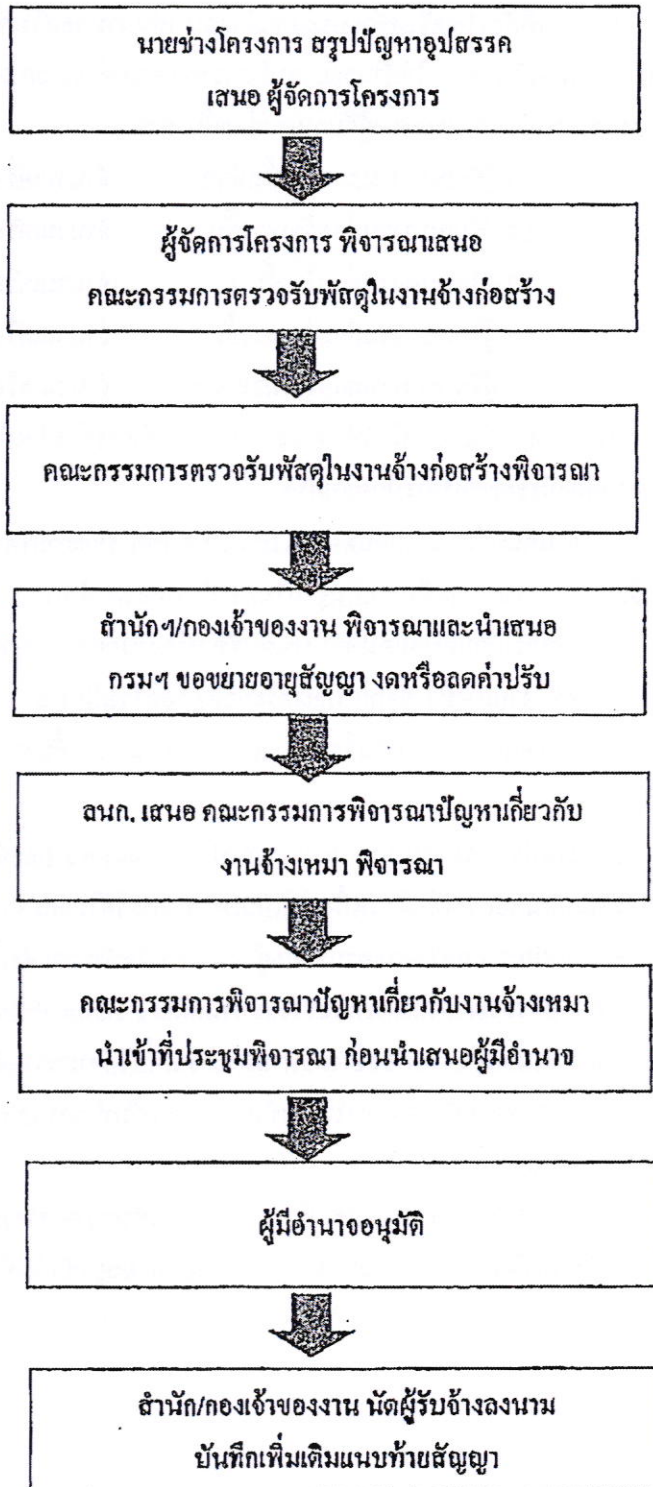 นายช่างโครงการ สรุปปัญหาอุปสรรค
เสนอ ผู้จัดการโครงการ
ผู้จัดการโครงการ พิจารณาเสนอ
คณะกรรมการตรวจรับพัสดุในงานจ้างก่อสร้าง
คณะกรรมการตรวจรับพัสดุในงานจ้างก่อสร้างพิจารณา
สำนักฯ/กองเจ้าของงาน พิจารณาและนำเสนอ
กรมฯ ขอขยายอายุสัญญา งดหรือลดค่าปรับ
ลนก. เสนอ คณะกรรมการพิจารณาปัญหาเกี่ยวกับ
งานจ้างเหมา พิจารณา
คณะกรรมการพิจารณาปัญหาเกี่ยวกับงานจ้างเหมา
นำเข้าที่ประชุมพิจารณา ก่อนนำเสนอผู้มีอำนาจ
ผู้มีอำนาจอนุมัติ
สำนัก/กองเจ้าของงาน นัดผู้รับจ้างลงนาม
บันทึกเพิ่มเติมแนบท้ายสัญญา